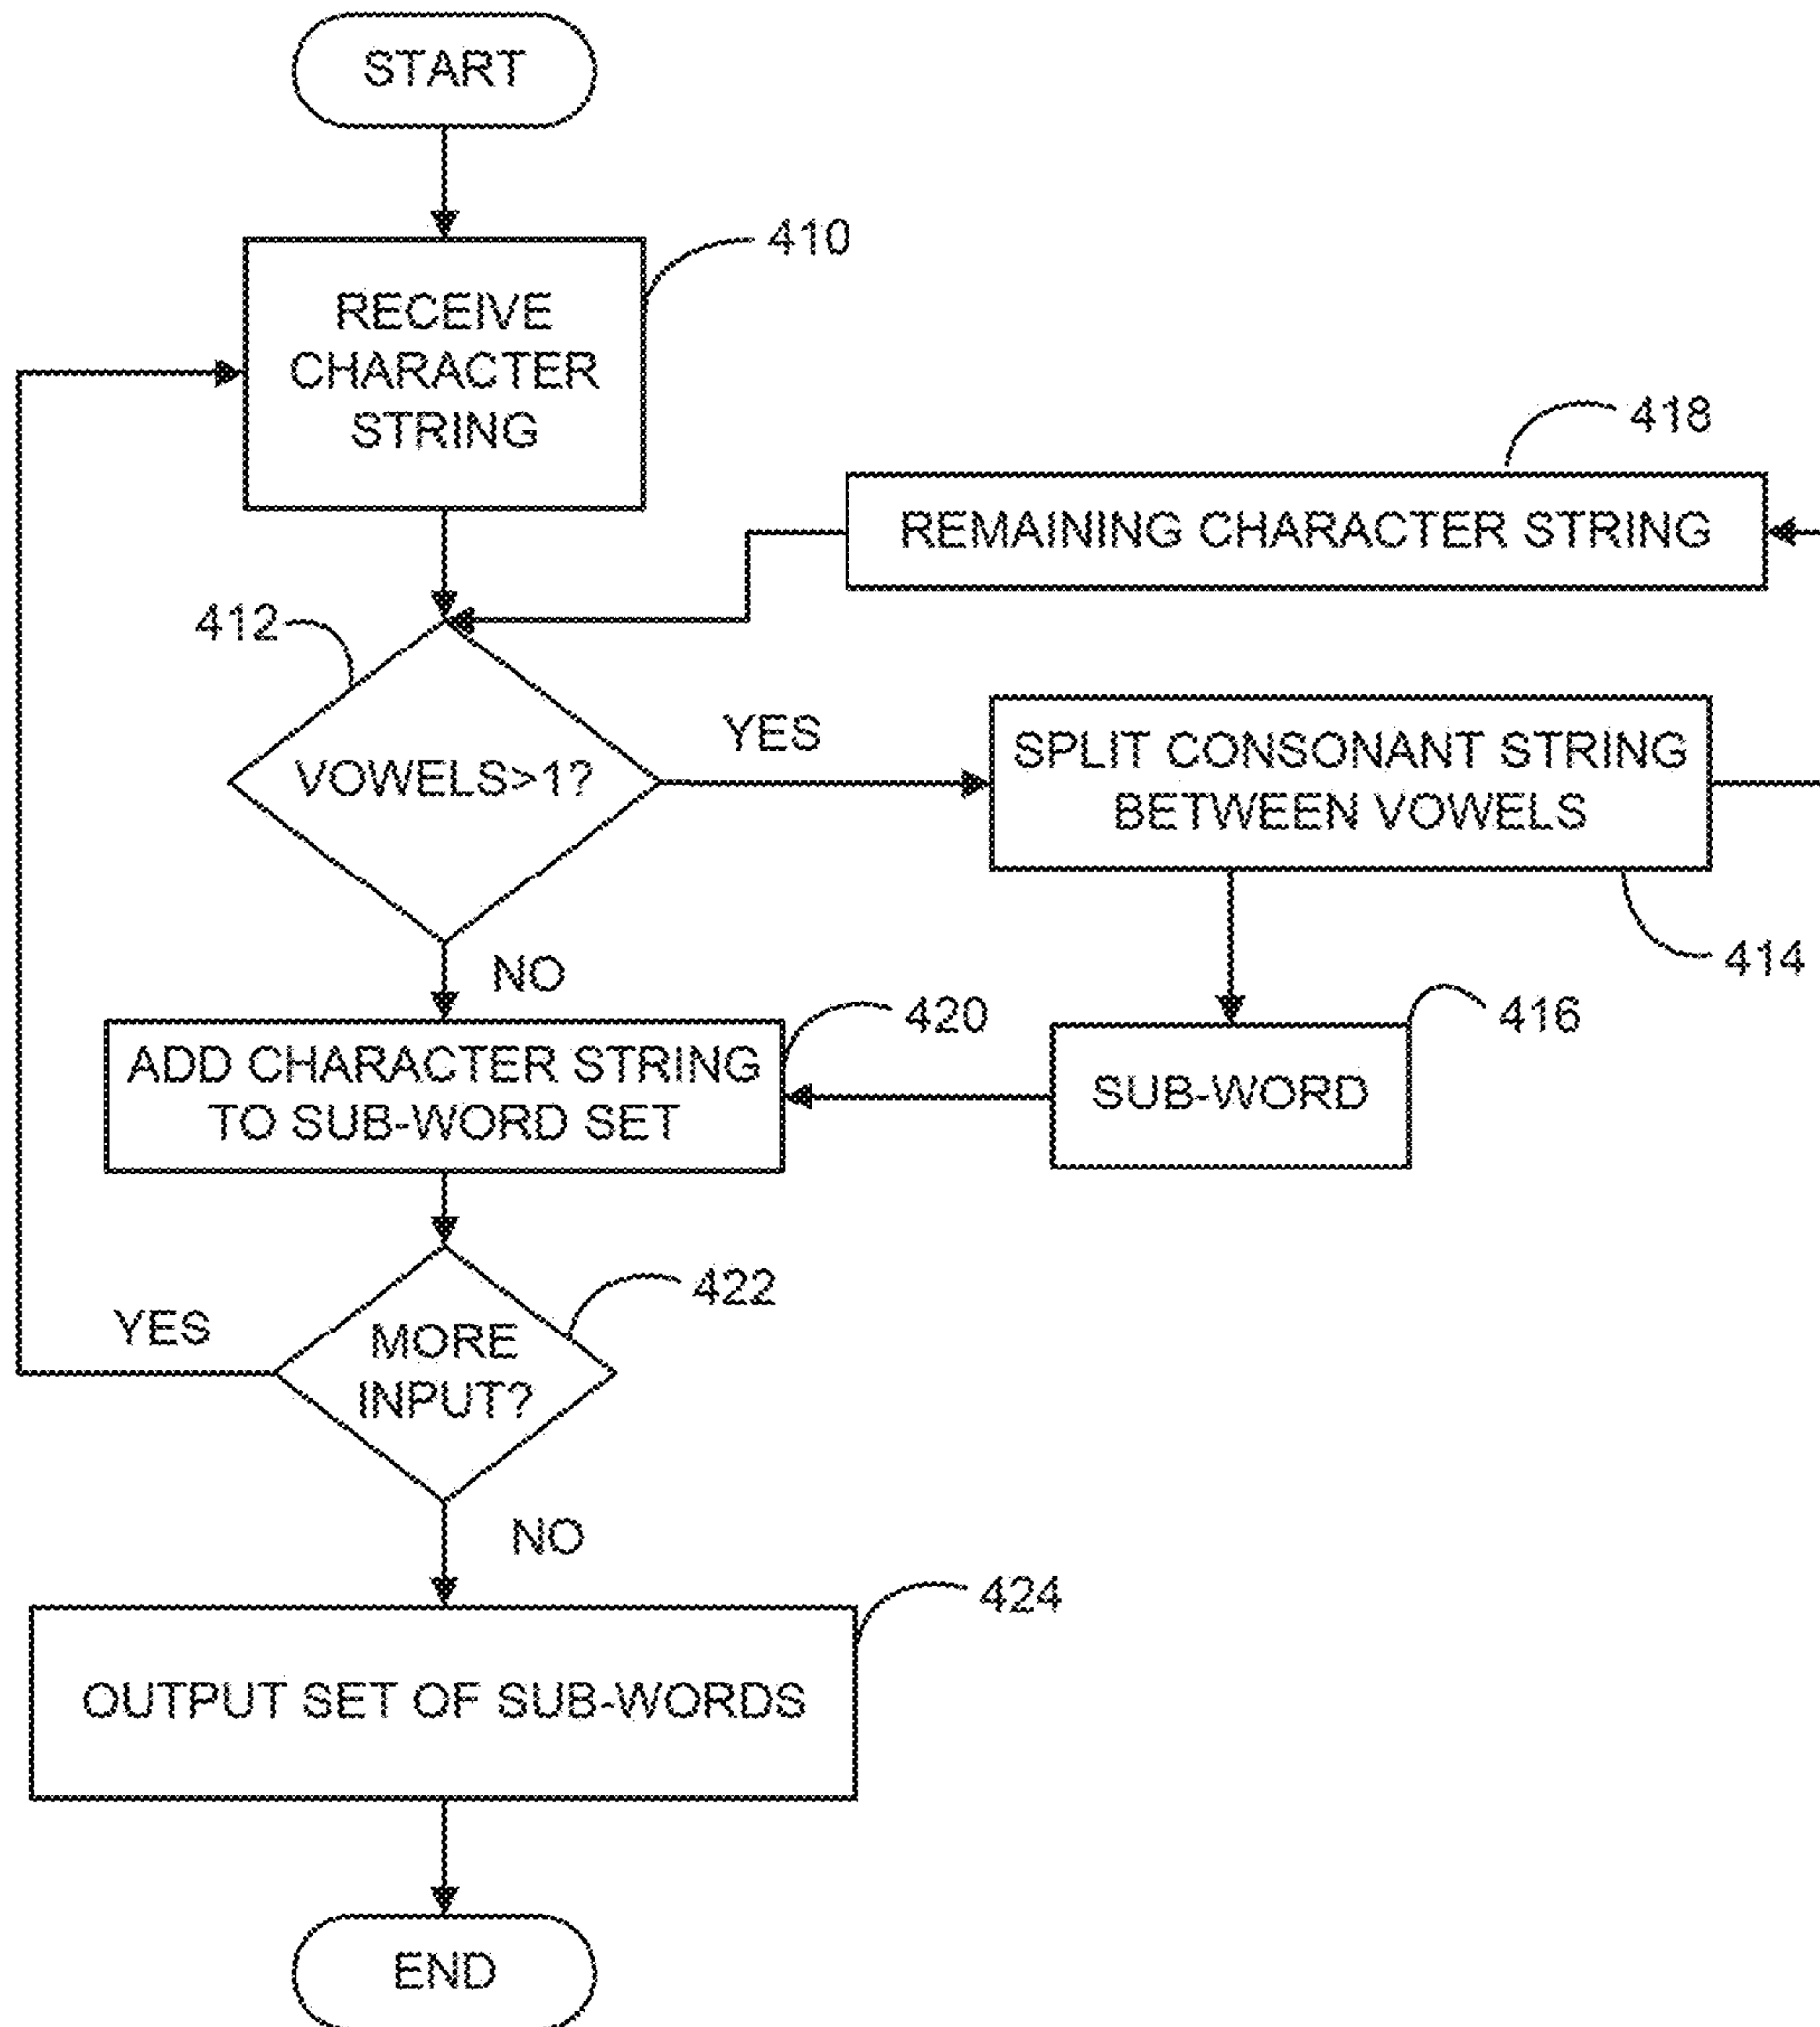 START
410
RECEIVE
CHARACTER
STRING
418
REMAINING CHARACTER STRING
412
VOWELS>1?
YES
SPLIT CONSONANT STRING
BETWEEN VOWELS
414
NO
420
ADD CHARACTER STRING
TO SUB-WORD SET
416
SUB-WORD
422
YES
MORE
INPUT?
NO
424
OUTPUT SET OF SUB-WORDS
END